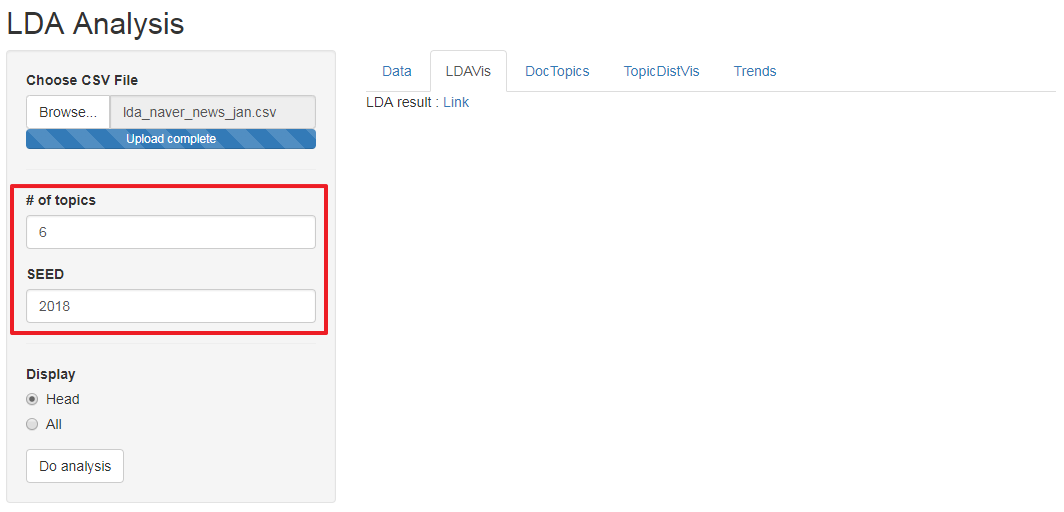 LDA Analysis
Choose CSV File
Browse... lda_naver_news_jan.csv
Upload complete
# of topics
6
SEED
2018
Display
Head
All
Do analysis
Data LDAVis DocTopics TopicDistVis Trends
LDA result : Link